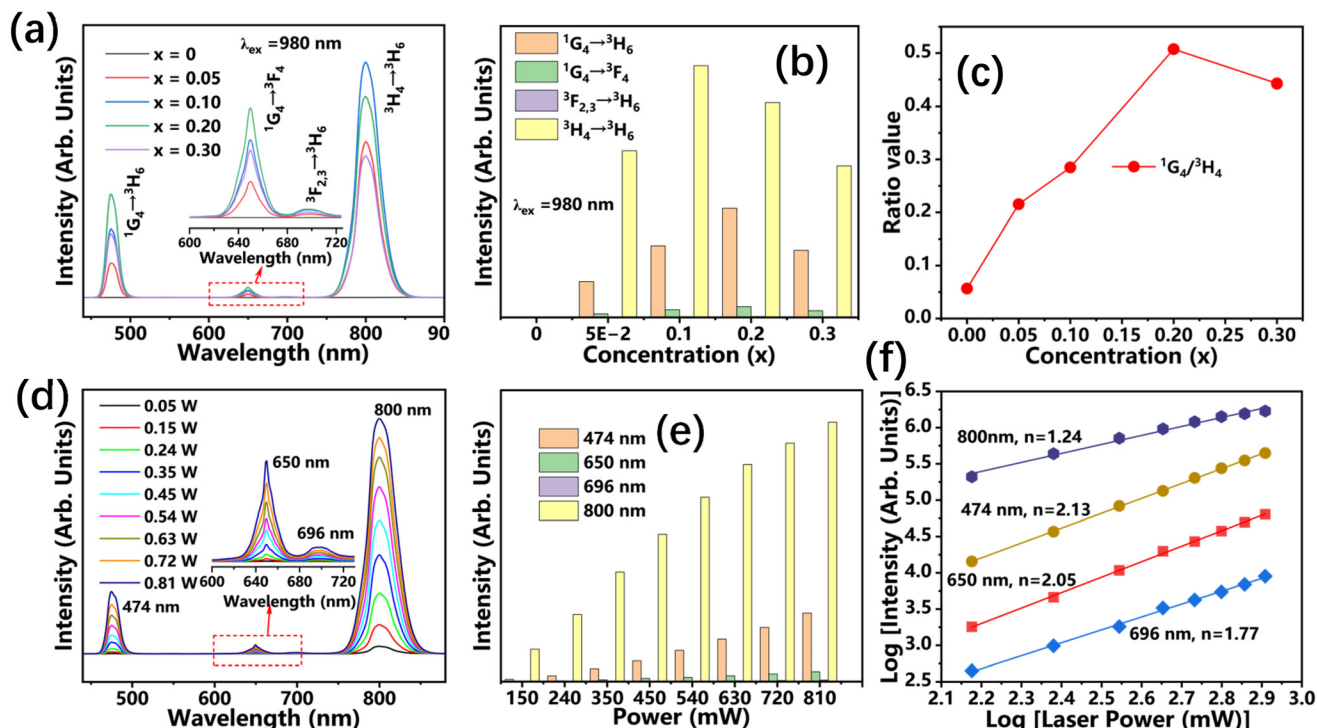 (a)
x = 0
x = 0.05
x = 0.10
x = 0.20
x = 0.30
λex =980 nm
¹G₄→³H₆
¹G₄→³F₄
³F₂,₃→³H₆
³H₄→³H₆
600 640 680 720
Wavelength (nm)
Intensity (Arb. Units)
500 600 700 800 90
Wavelength (nm)
(b)
¹G₄→³H₆
¹G₄→³F₄
³F₂,₃→³H₆
³H₄→³H₆
λex =980 nm
Intensity (Arb. Units)
0 5E−2 0.1 0.2 0.3
Concentration (x)
(c)
¹G₄/³H₄
Ratio value
0.5
0.4
0.3
0.2
0.1
0.0
0.00 0.05 0.10 0.15 0.20 0.25 0.30
Concentration (x)
(d)
0.05 W
0.15 W
0.24 W
0.35 W
0.45 W
0.54 W
0.63 W
0.72 W
0.81 W
800 nm
650 nm
696 nm
474 nm
600 640 680 720
Wavelength (nm)
Intensity (Arb. Units)
500 600 700 800
Wavelength (nm)
(e)
474 nm
650 nm
696 nm
800 nm
Intensity (Arb. Units)
150 240 350 450 540 630 720 810
Power (mW)
(f)
Log [Intensity (Arb. Units)]
6.5
6.0
5.5
5.0
4.5
4.0
3.5
3.0
2.5
800nm, n=1.24
474 nm, n=2.13
650 nm, n=2.05
696 nm, n=1.77
2.1 2.2 2.3 2.4 2.5 2.6 2.7 2.8 2.9 3.0
Log [Laser Power (mW)]